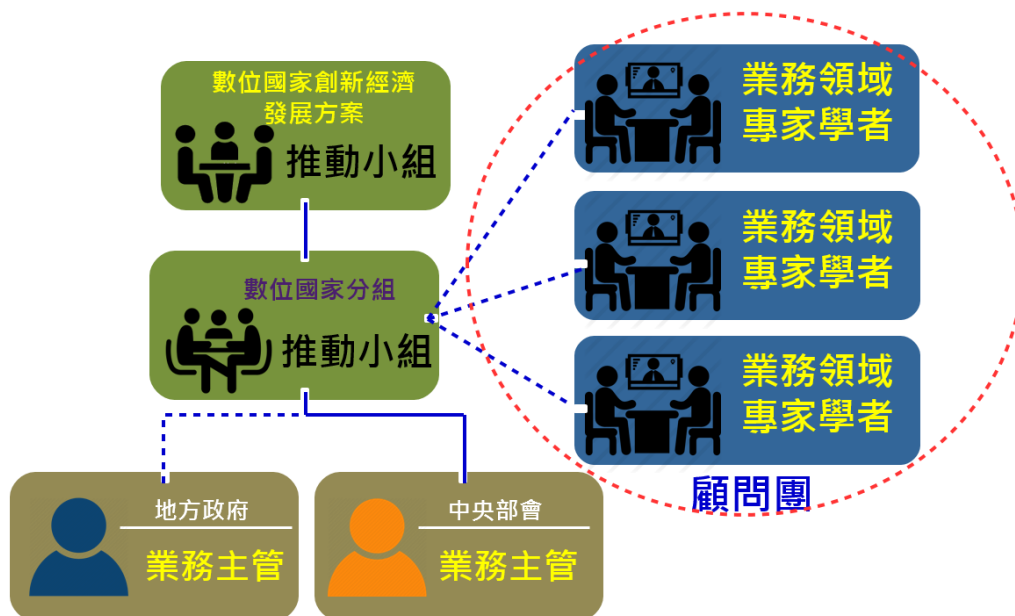 數位國家創新經濟
發展方案
推動小組
數位國家分組
推動小組
地方政府
業務主管
中央部會
業務主管
業務領域
專家學者
業務領域
專家學者
業務領域
專家學者
顧問團